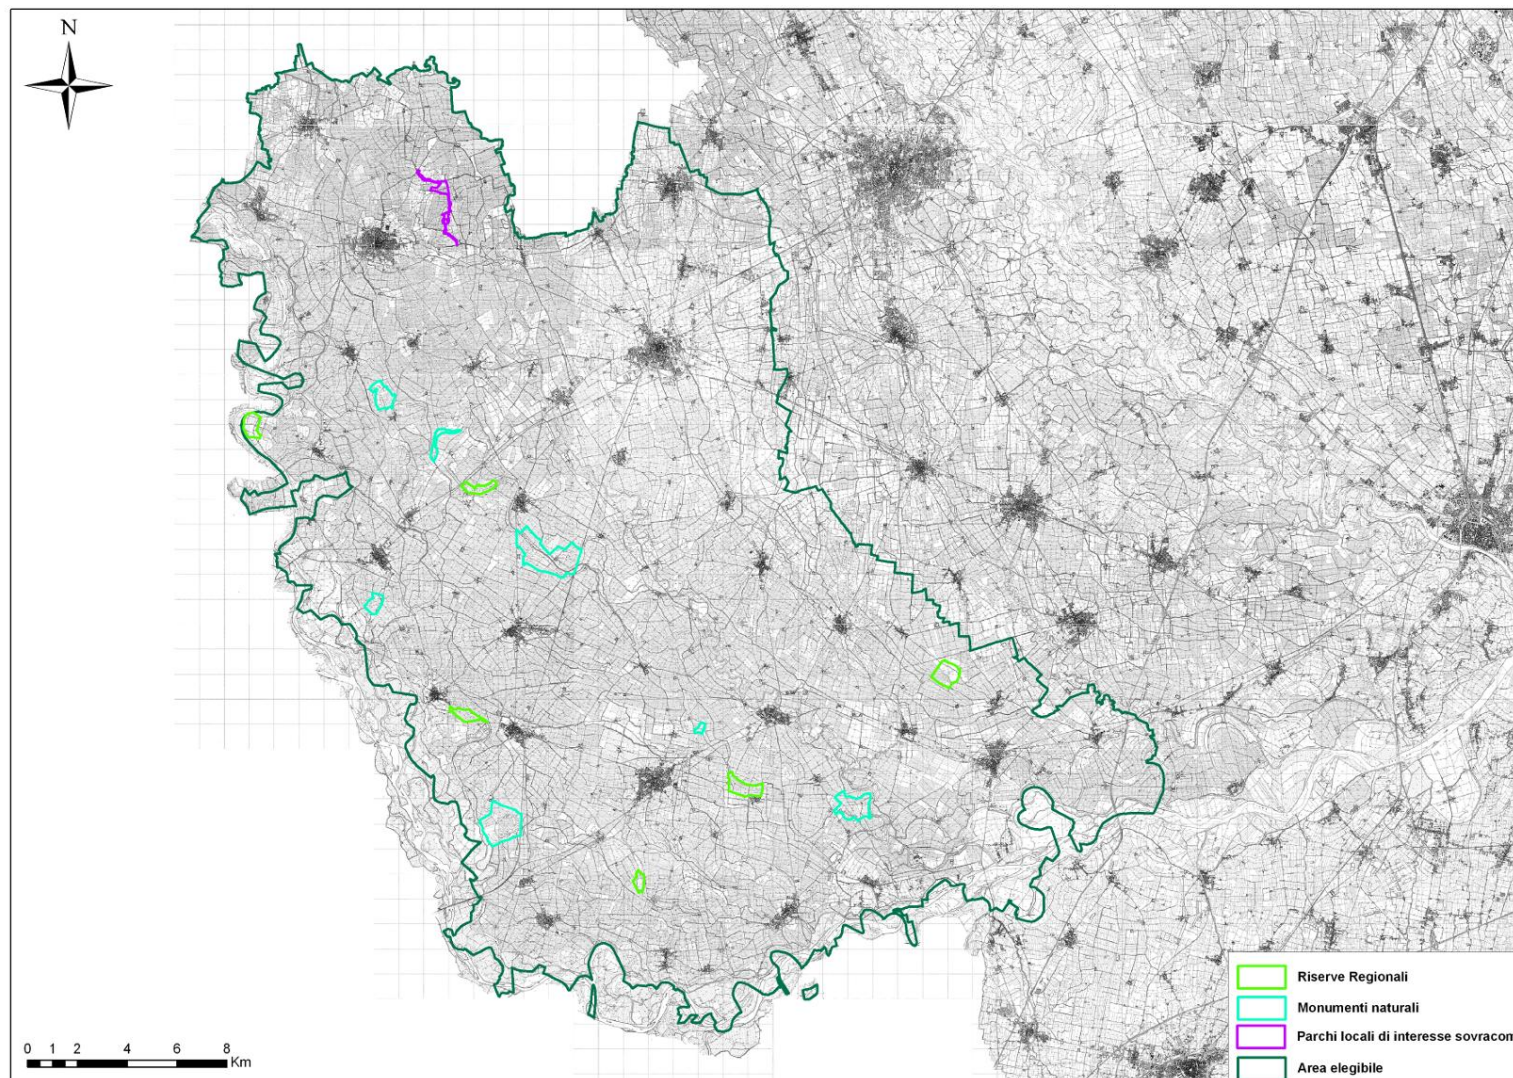 N
0 1 2 4 6 8
Km
Riserve Regionali
Monumenti naturali
Parchi locali di interesse sovracom
Area elegibile